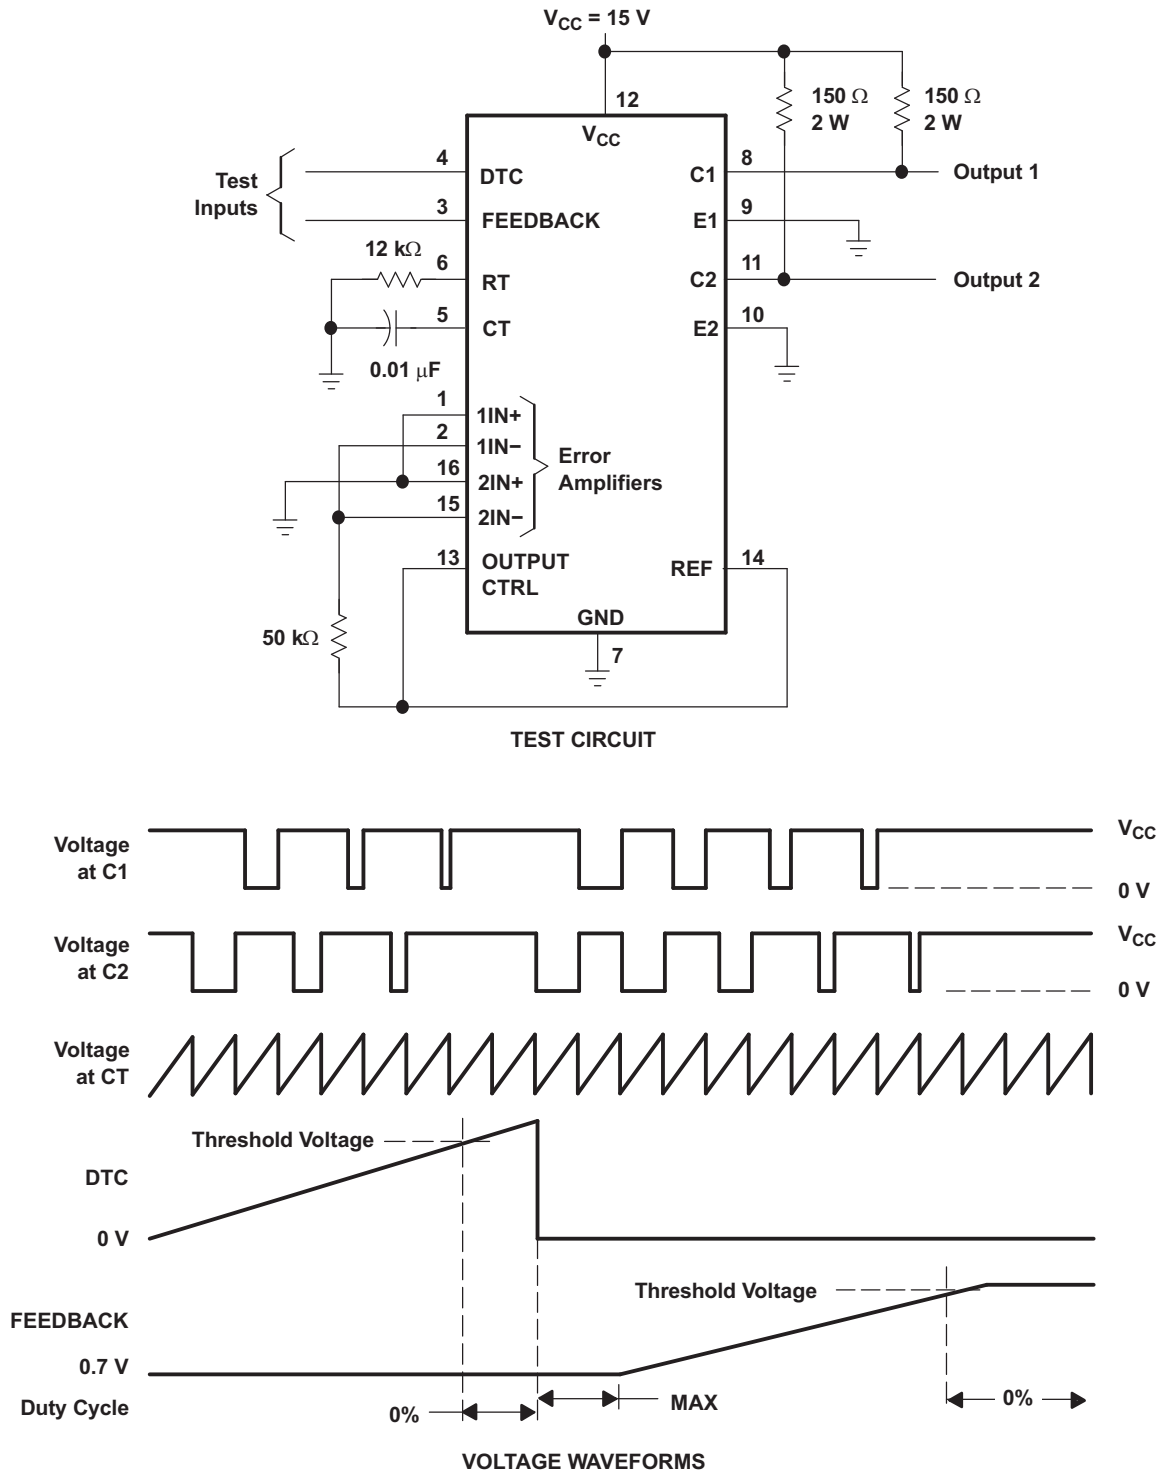 VCC = 15 V
12
VCC
150 Ω
2 W
150 Ω
2 W
Test
Inputs
4
DTC
3
FEEDBACK
12 kΩ
6
RT
5
CT
0.01 μF
1
1IN+
2
1IN−
16
2IN+
15
2IN−
Error
Amplifiers
13
OUTPUT
CTRL
50 kΩ
C1
8
Output 1
E1
9
C2
11
Output 2
E2
10
REF
14
GND
7
TEST CIRCUIT
Voltage
at C1
VCC
0 V
Voltage
at C2
VCC
0 V
Voltage
at CT
Threshold Voltage
DTC
0 V
Threshold Voltage
FEEDBACK
0.7 V
Duty Cycle
0%
MAX
0%
VOLTAGE WAVEFORMS